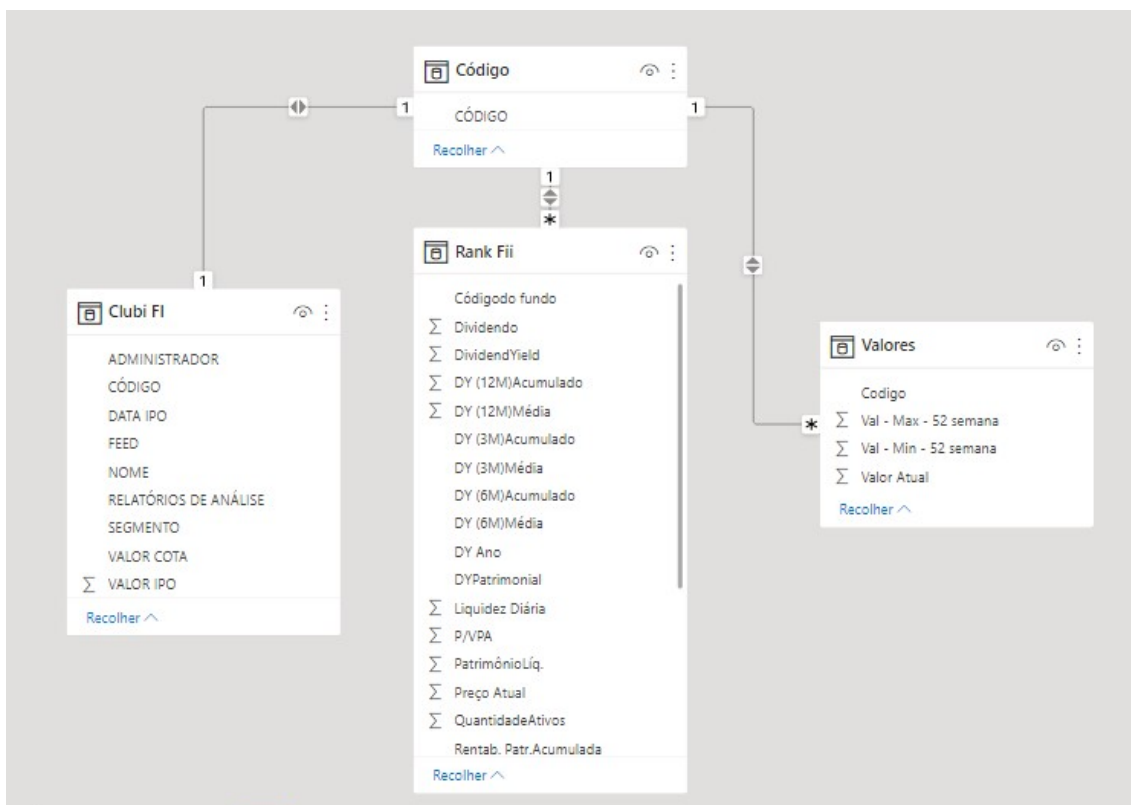 Código
CÓDIGO
Recolher
1
1
1
*
1
Rank Fii
Códigodo fundo
Σ Dividendo
Σ DividendYield
Σ DY (12M)Acumulado
Σ DY (12M)Média
DY (3M)Acumulado
DY (3M)Média
DY (6M)Acumulado
DY (6M)Média
DY Ano
DYPatrimonial
Σ Liquidez Diária
Σ P/VPA
Σ PatrimônioLíq.
Σ Preço Atual
Σ QuantidadeAtivos
Rentab. Patr.Acumulada
Recolher
Clubi FI
ADMINISTRADOR
CÓDIGO
DATA IPO
FEED
NOME
RELATÓRIOS DE ANÁLISE
SEGMENTO
VALOR COTA
Σ VALOR IPO
Recolher
*
Valores
Codigo
Σ Val - Max - 52 semana
Σ Val - Min - 52 semana
Σ Valor Atual
Recolher